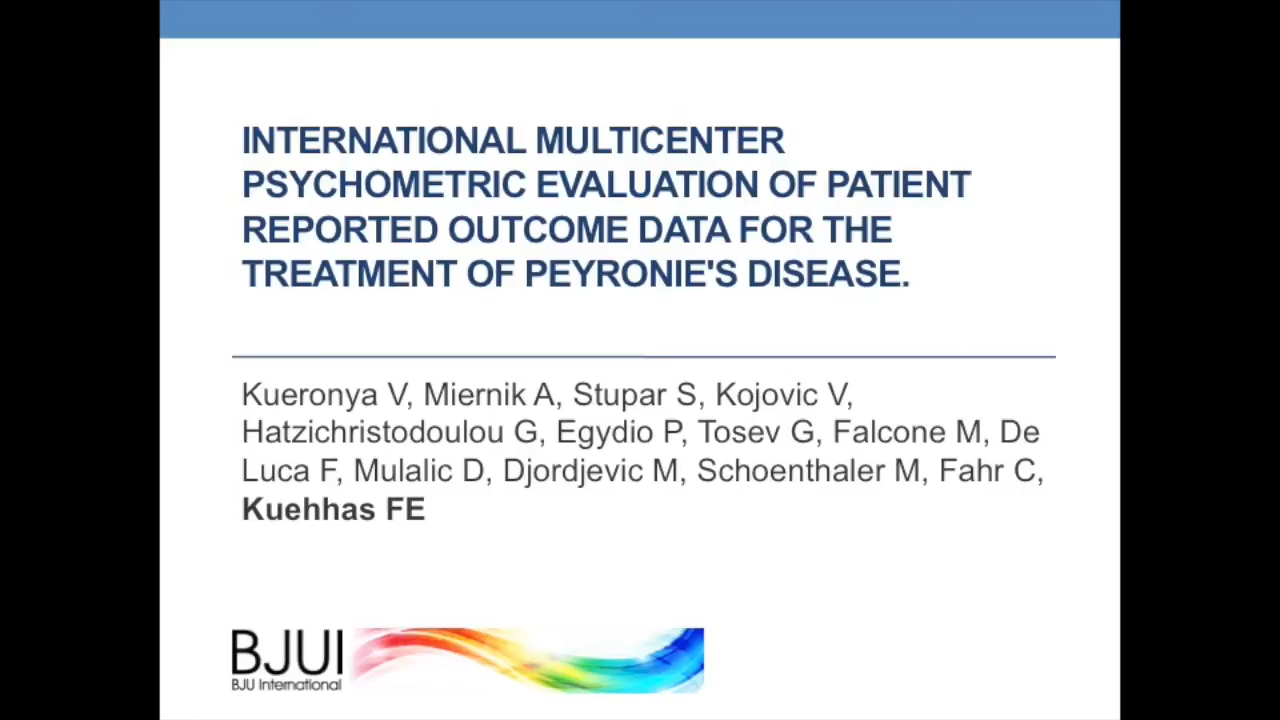 INTERNATIONAL MULTICENTER
PSYCHOMETRIC EVALUATION OF PATIENT
REPORTED OUTCOME DATA FOR THE
TREATMENT OF PEYRONIE'S DISEASE.
Kueronya V, Miernik A, Stupar S, Kojovic V,
Hatzichristodoulou G, Egydio P, Tosev G, Falcone M, De
Luca F, Mulalic D, Djordjevic M, Schoenthaler M, Fahr C,
Kuehhas FE
BJUI
BJU International